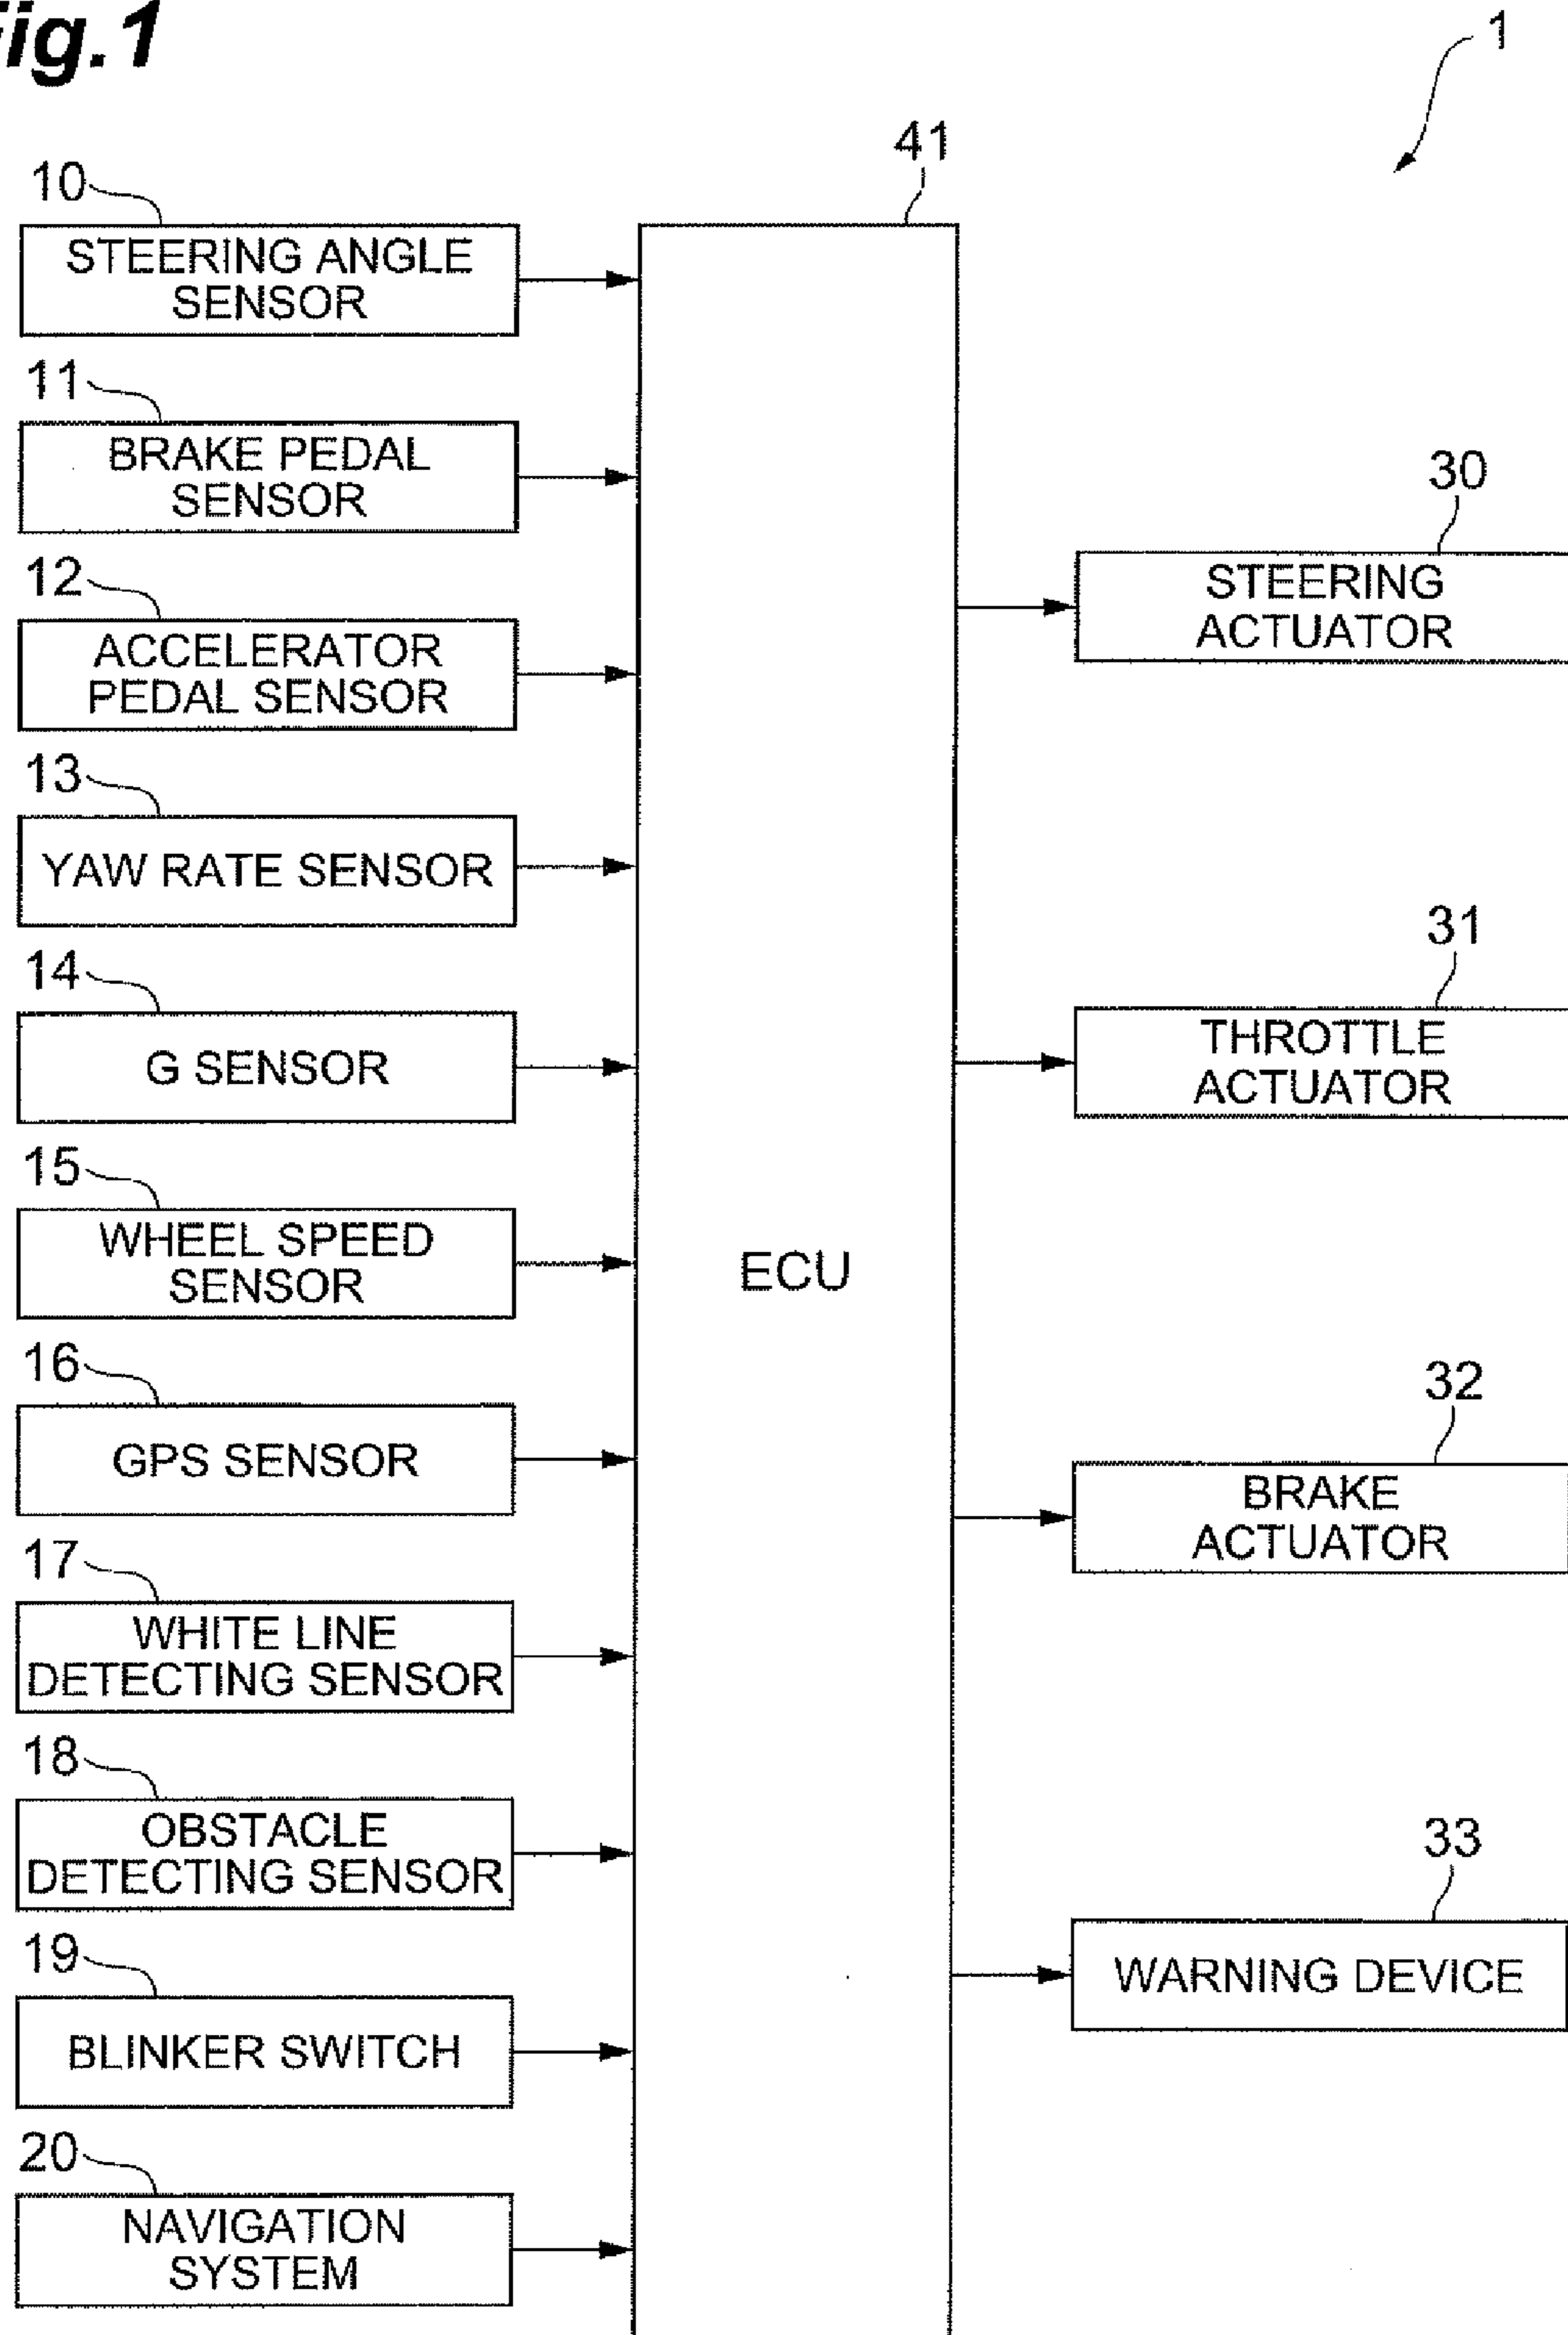 Fig.1
1
41
10
STEERING ANGLE
SENSOR
11
BRAKE PEDAL
SENSOR
12
ACCELERATOR
PEDAL SENSOR
13
YAW RATE SENSOR
14
G SENSOR
15
WHEEL SPEED
SENSOR
16
GPS SENSOR
17
WHITE LINE
DETECTING SENSOR
18
OBSTACLE
DETECTING SENSOR
19
BLINKER SWITCH
20
NAVIGATION
SYSTEM
ECU
30
STEERING
ACTUATOR
31
THROTTLE
ACTUATOR
32
BRAKE
ACTUATOR
33
WARNING DEVICE